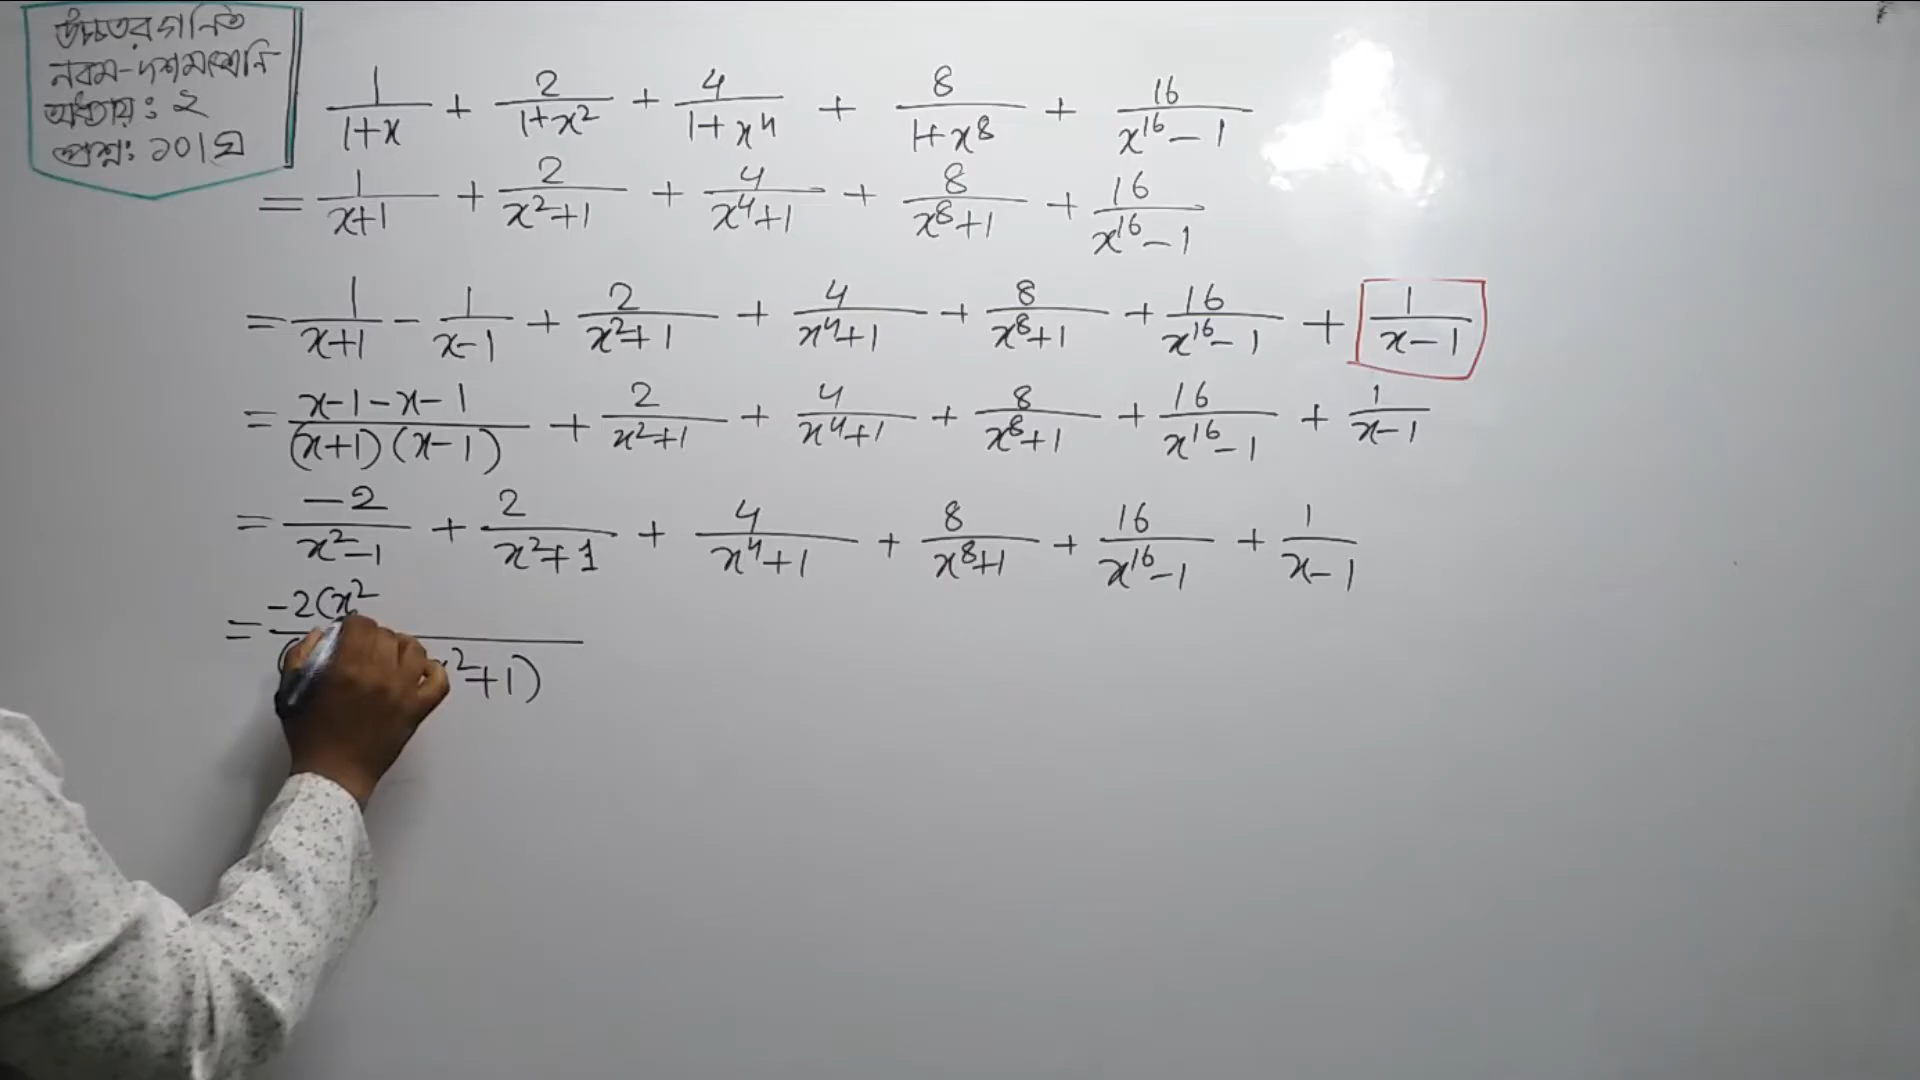 উচ্চতর গনিত
নবম-দশম শ্রেনি
অধ্যায়ঃ ২
প্রশ্নঃ ১০।ঘ
1/(1+x) + 2/(1+x²) + 4/(1+x⁴) + 8/(1+x⁸) + 16/(x¹⁶-1)
= 1/(x+1) + 2/(x²+1) + 4/(x⁴+1) + 8/(x⁸+1) + 16/(x¹⁶-1)
= 1/(x+1) - 1/(x-1) + 2/(x²+1) + 4/(x⁴+1) + 8/(x⁸+1) + 16/(x¹⁶-1) + 1/(x-1)
= (x-1-x-1)/((x+1)(x-1)) + 2/(x²+1) + 4/(x⁴+1) + 8/(x⁸+1) + 16/(x¹⁶-1) + 1/(x-1)
= -2/(x²-1) + 2/(x²+1) + 4/(x⁴+1) + 8/(x⁸+1) + 16/(x¹⁶-1) + 1/(x-1)
= -2(x²
x²+1)